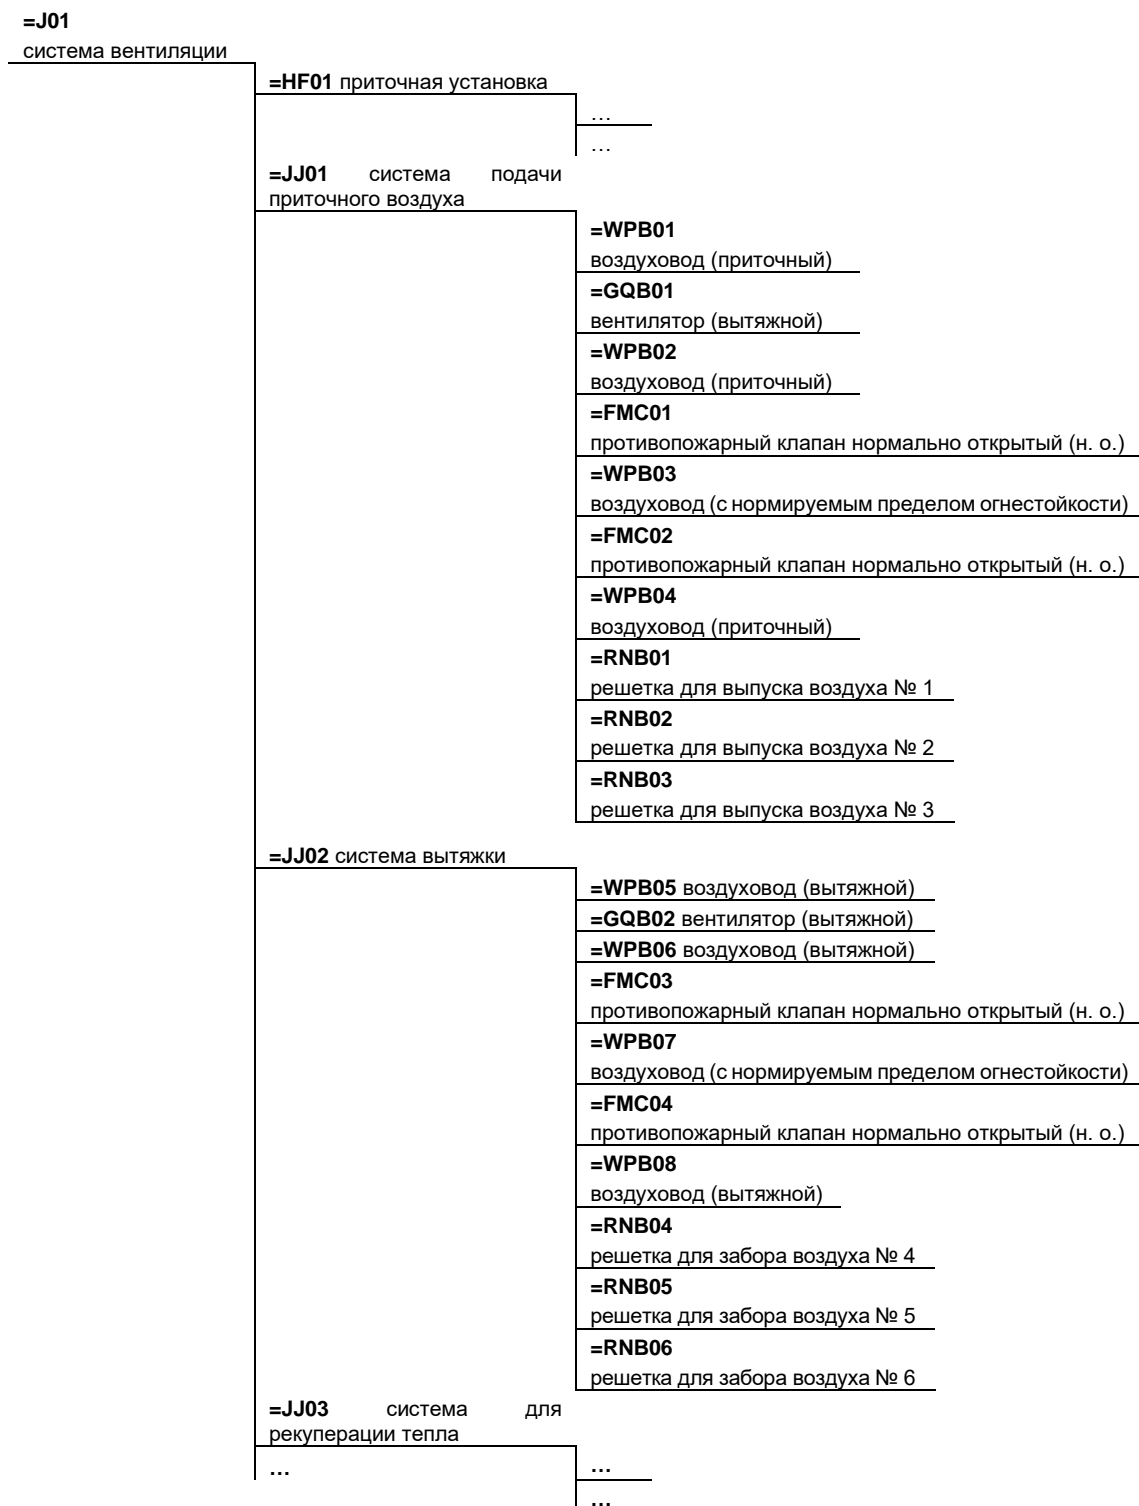 =J01
система вентиляции
=HF01 приточная установка
…
…
=JJ01 система подачи
приточного воздуха
=WPB01
воздуховод (приточный)
=GQB01
вентилятор (вытяжной)
=WPB02
воздуховод (приточный)
=FMC01
противопожарный клапан нормально открытый (н. о.)
=WPB03
воздуховод (с нормируемым пределом огнестойкости)
=FMC02
противопожарный клапан нормально открытый (н. о.)
=WPB04
воздуховод (приточный)
=RNB01
решетка для выпуска воздуха № 1
=RNB02
решетка для выпуска воздуха № 2
=RNB03
решетка для выпуска воздуха № 3
=JJ02 система вытяжки
=WPB05 воздуховод (вытяжной)
=GQB02 вентилятор (вытяжной)
=WPB06 воздуховод (вытяжной)
=FMC03
противопожарный клапан нормально открытый (н. о.)
=WPB07
воздуховод (с нормируемым пределом огнестойкости)
=FMC04
противопожарный клапан нормально открытый (н. о.)
=WPB08
воздуховод (вытяжной)
=RNB04
решетка для забора воздуха № 4
=RNB05
решетка для забора воздуха № 5
=RNB06
решетка для забора воздуха № 6
=JJ03 система для
рекуперации тепла
… …
…